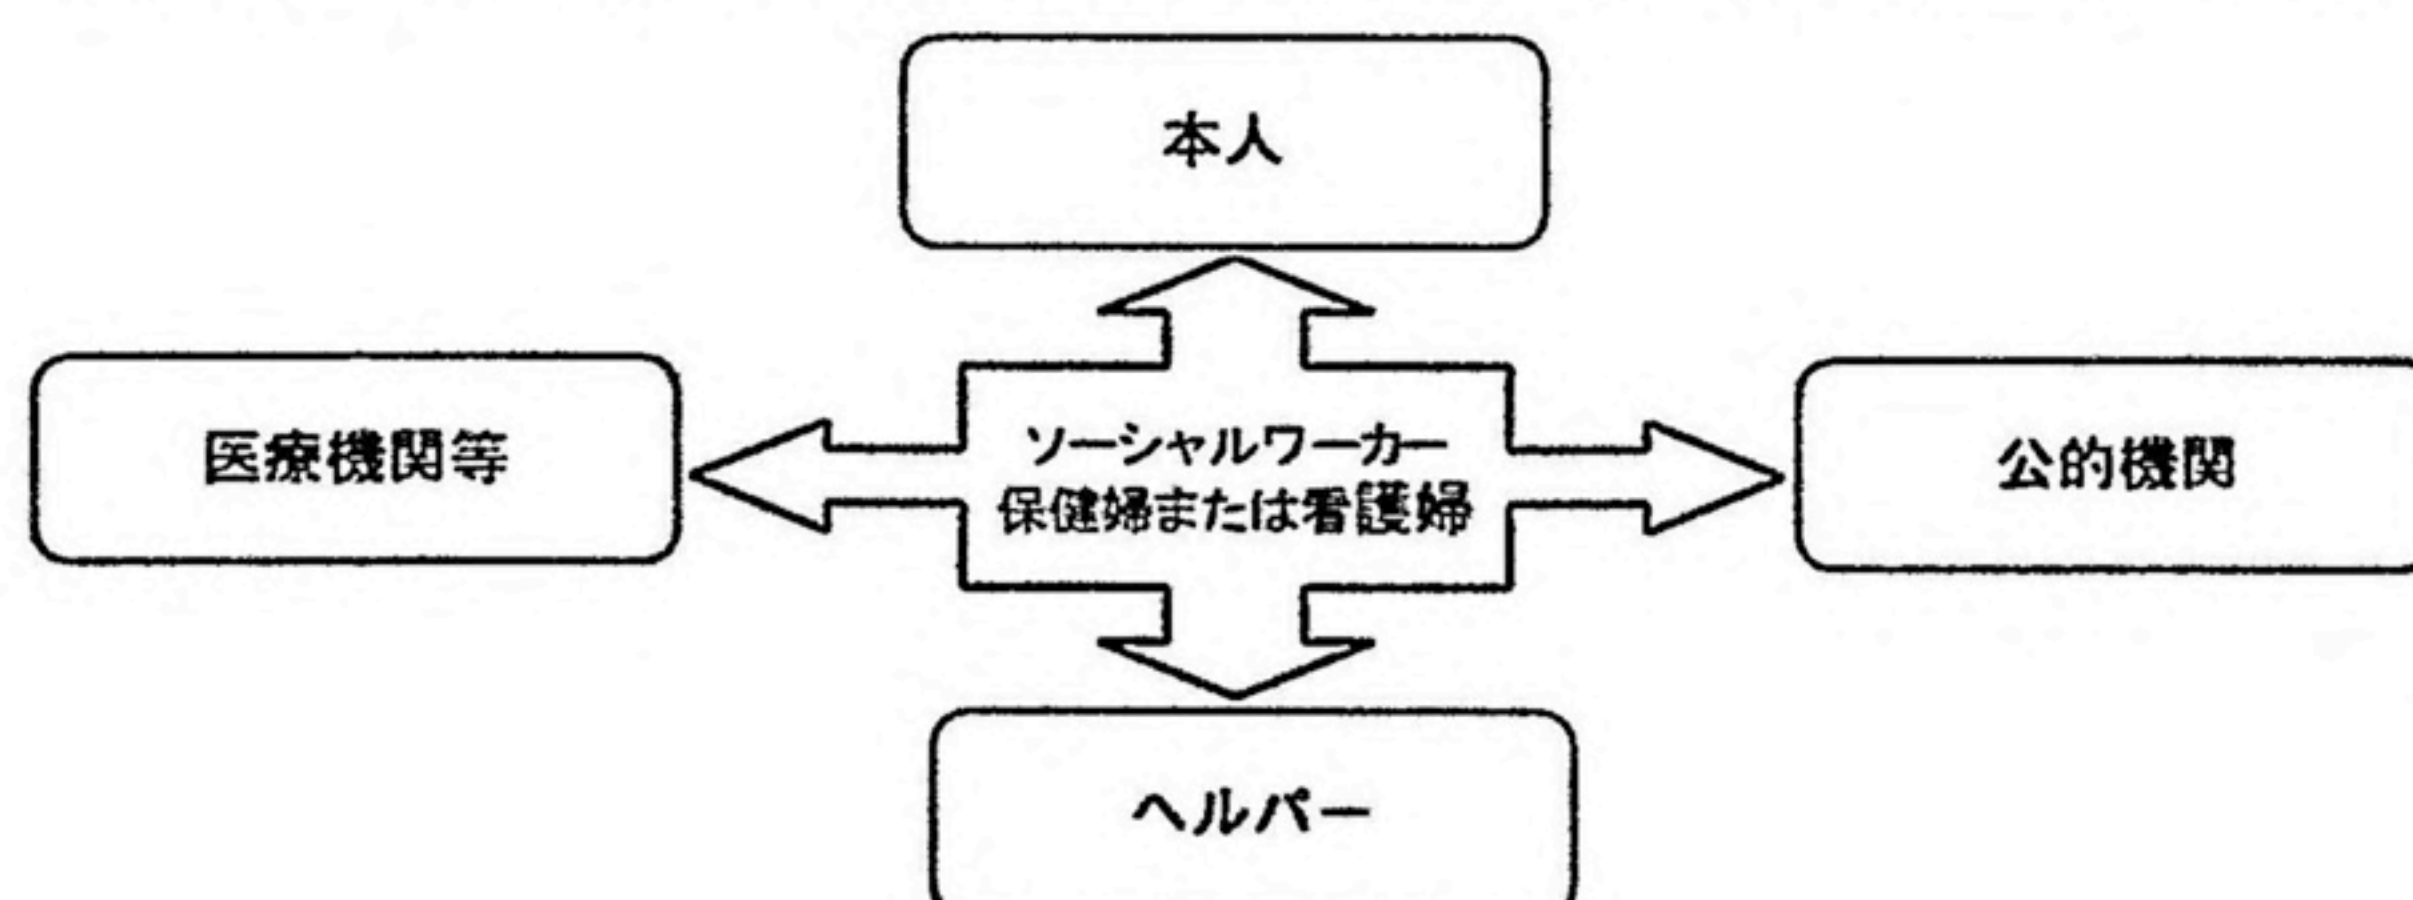 本人
医療機関等
ソーシャルワーカー
保健婦または看護婦
公的機関
ヘルパー